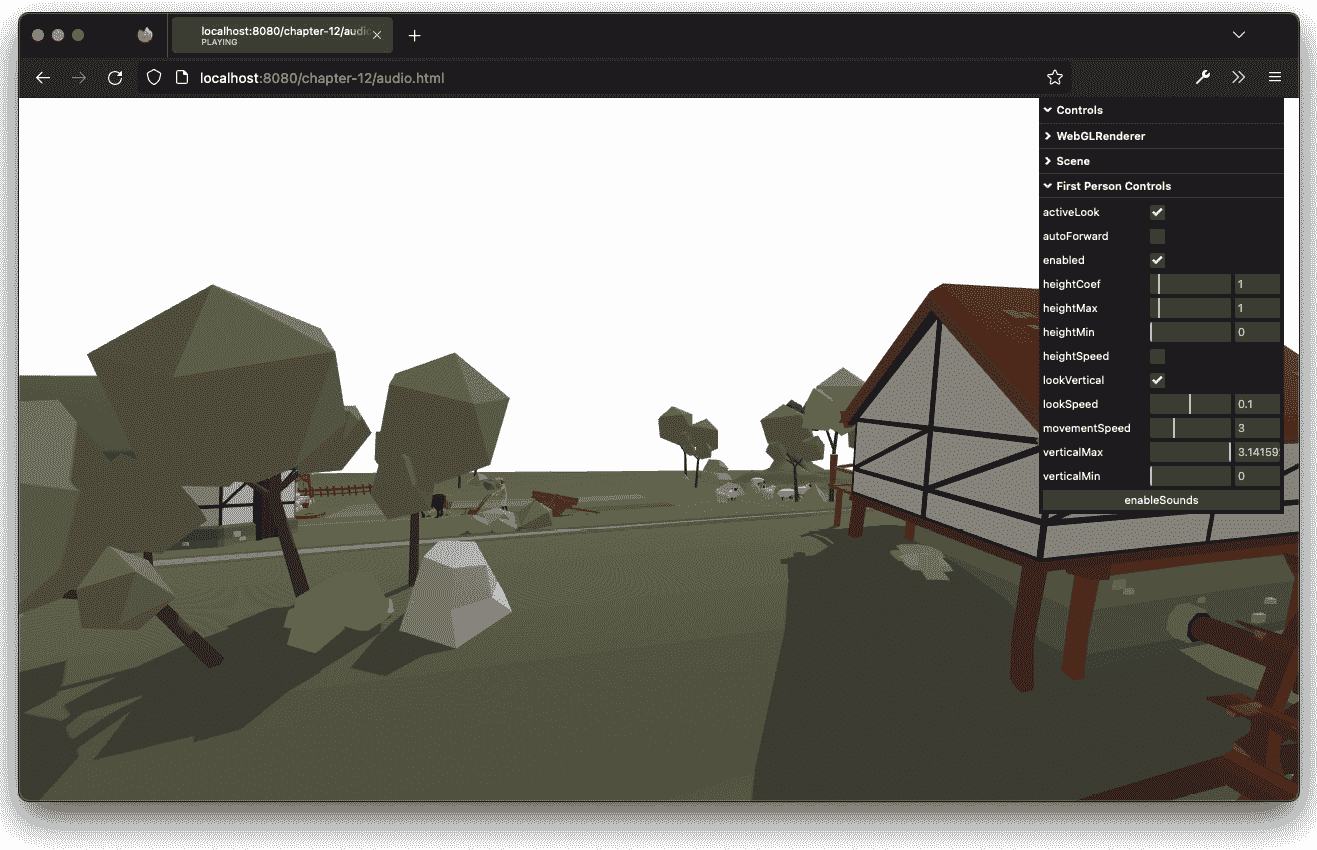 localhost:8080/chapter-12/audio
PLAYING
localhost:8080/chapter-12/audio.html
Controls
WebGLRenderer
Scene
First Person Controls
activeLook
autoForward
enabled
heightCoef 1
heightMax 1
heightMin 0
heightSpeed
lookVertical
lookSpeed 0.1
movementSpeed 3
verticalMax 3.14159
verticalMin 0
enableSounds